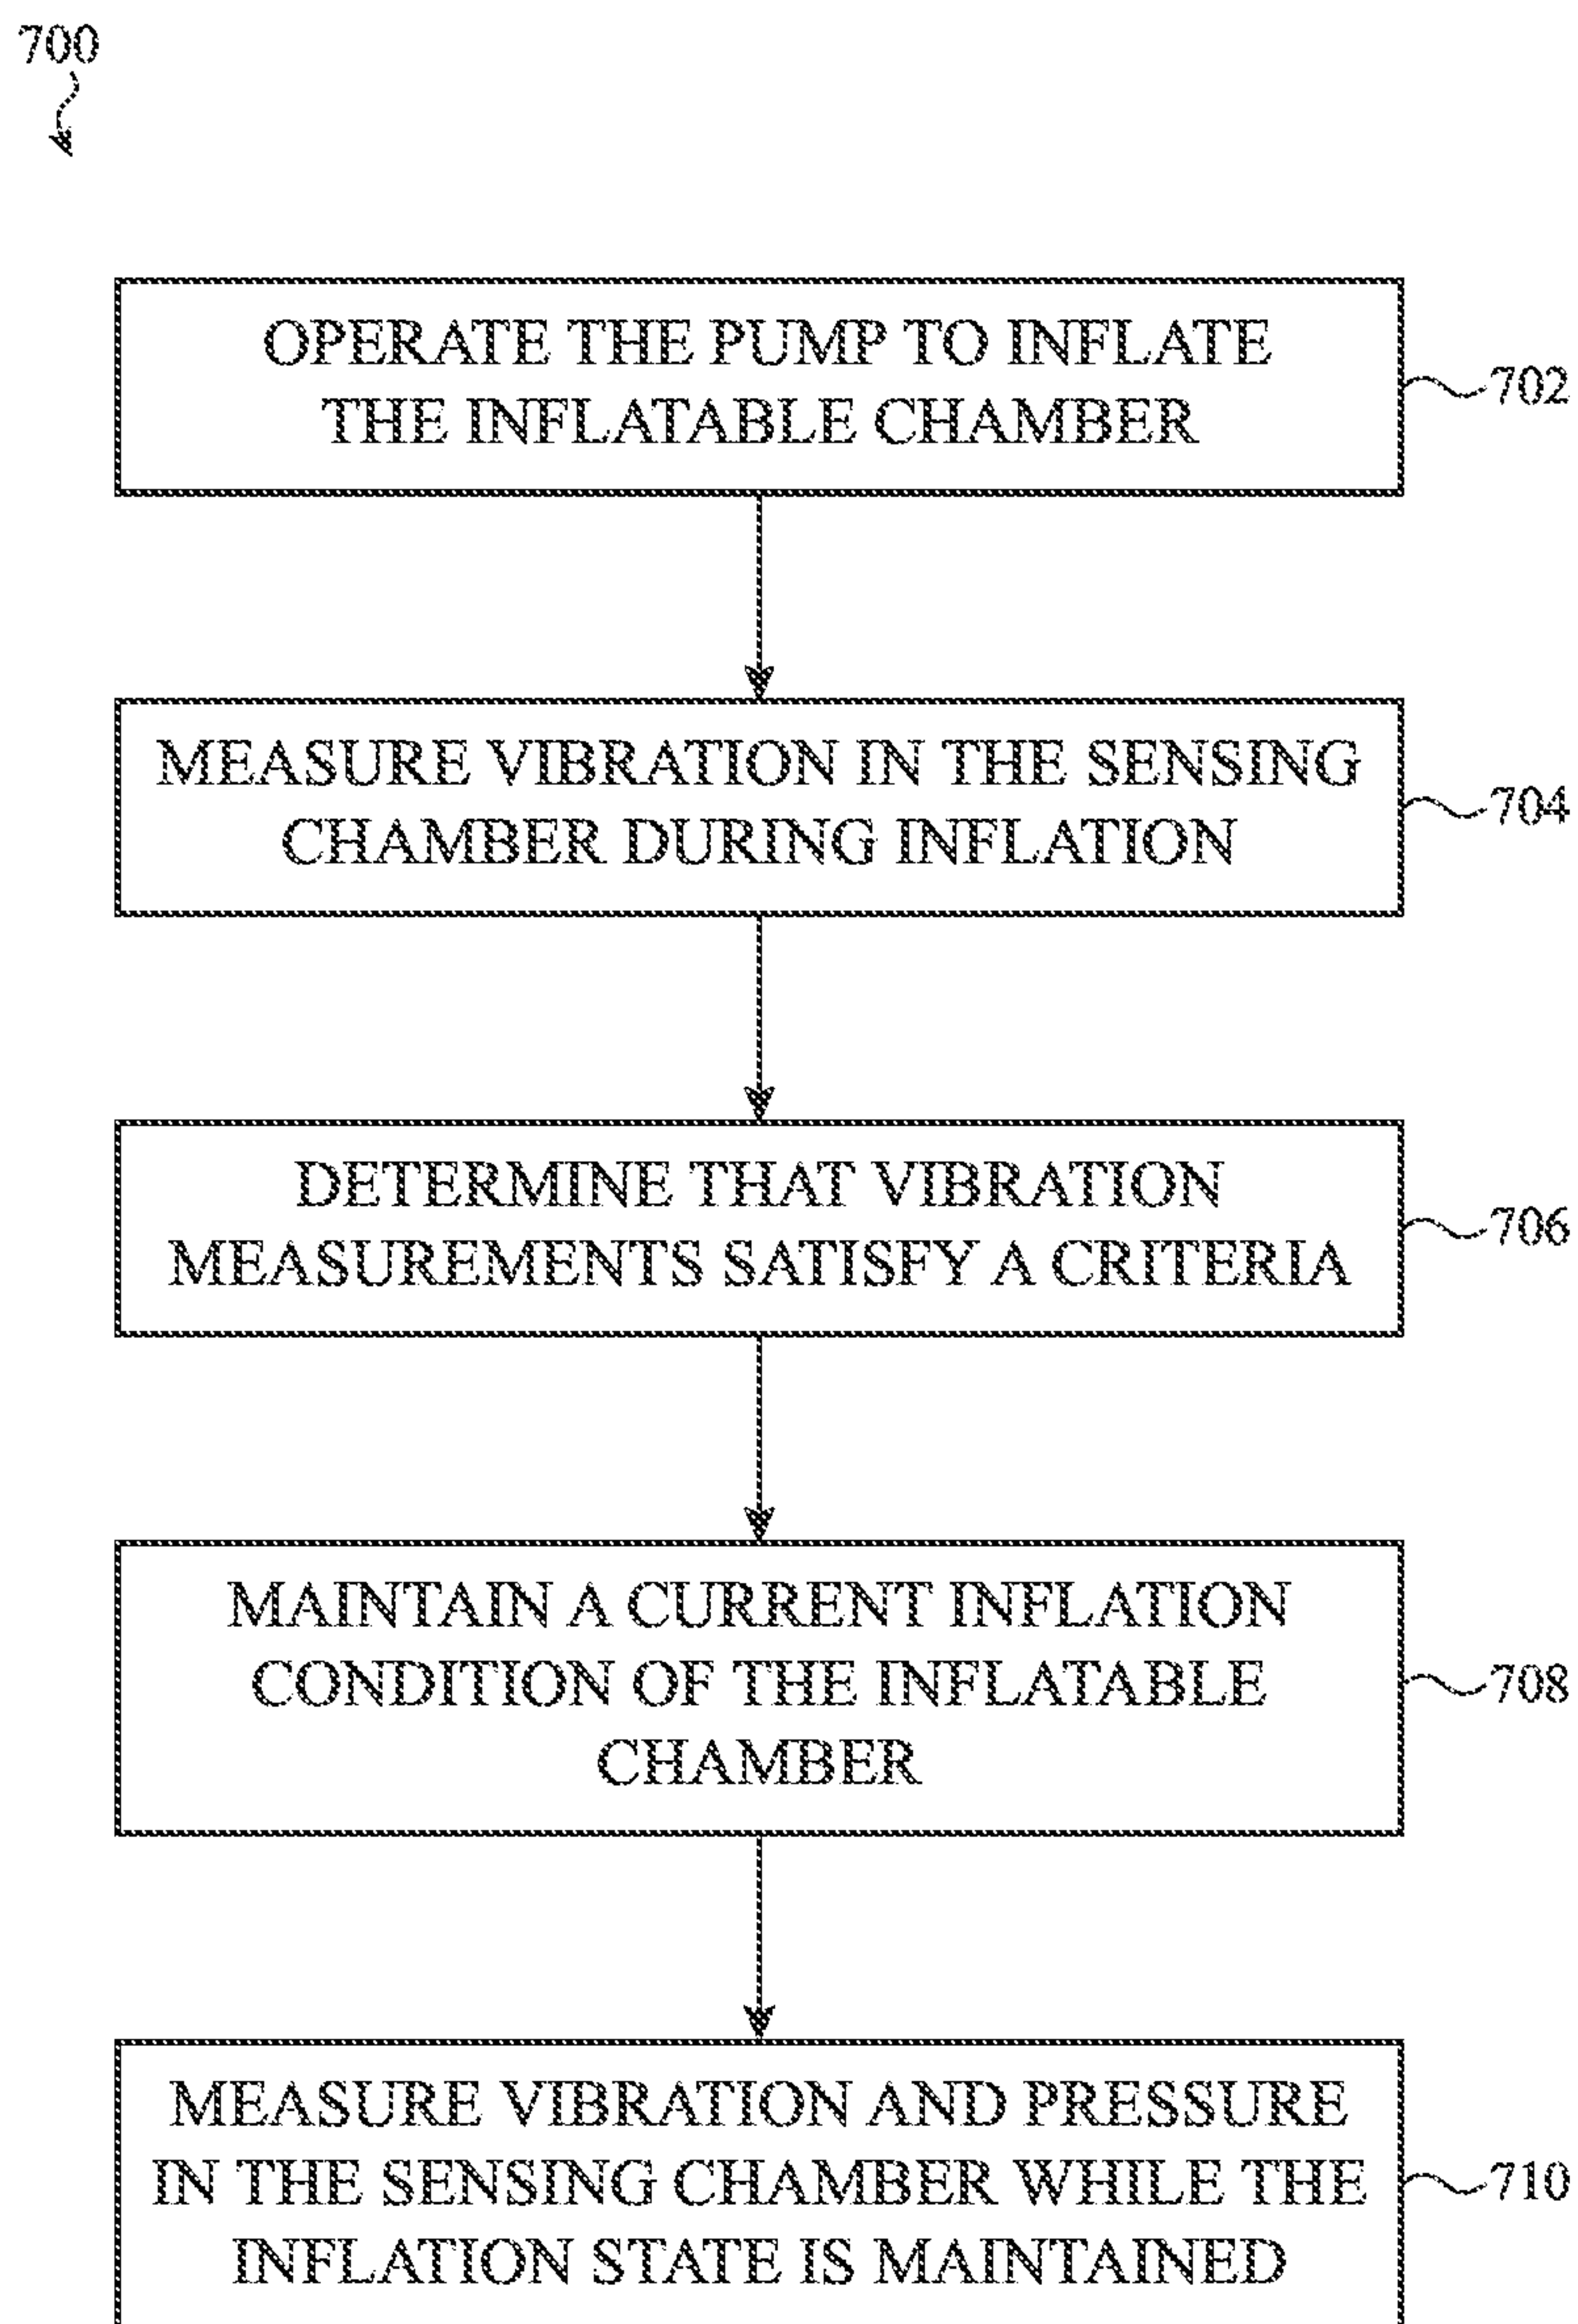 700
OPERATE THE PUMP TO INFLATE
THE INFLATABLE CHAMBER
702
MEASURE VIBRATION IN THE SENSING
CHAMBER DURING INFLATION
704
DETERMINE THAT VIBRATION
MEASUREMENTS SATISFY A CRITERIA
706
MAINTAIN A CURRENT INFLATION
CONDITION OF THE INFLATABLE
CHAMBER
708
MEASURE VIBRATION AND PRESSURE
IN THE SENSING CHAMBER WHILE THE
INFLATION STATE IS MAINTAINED
710